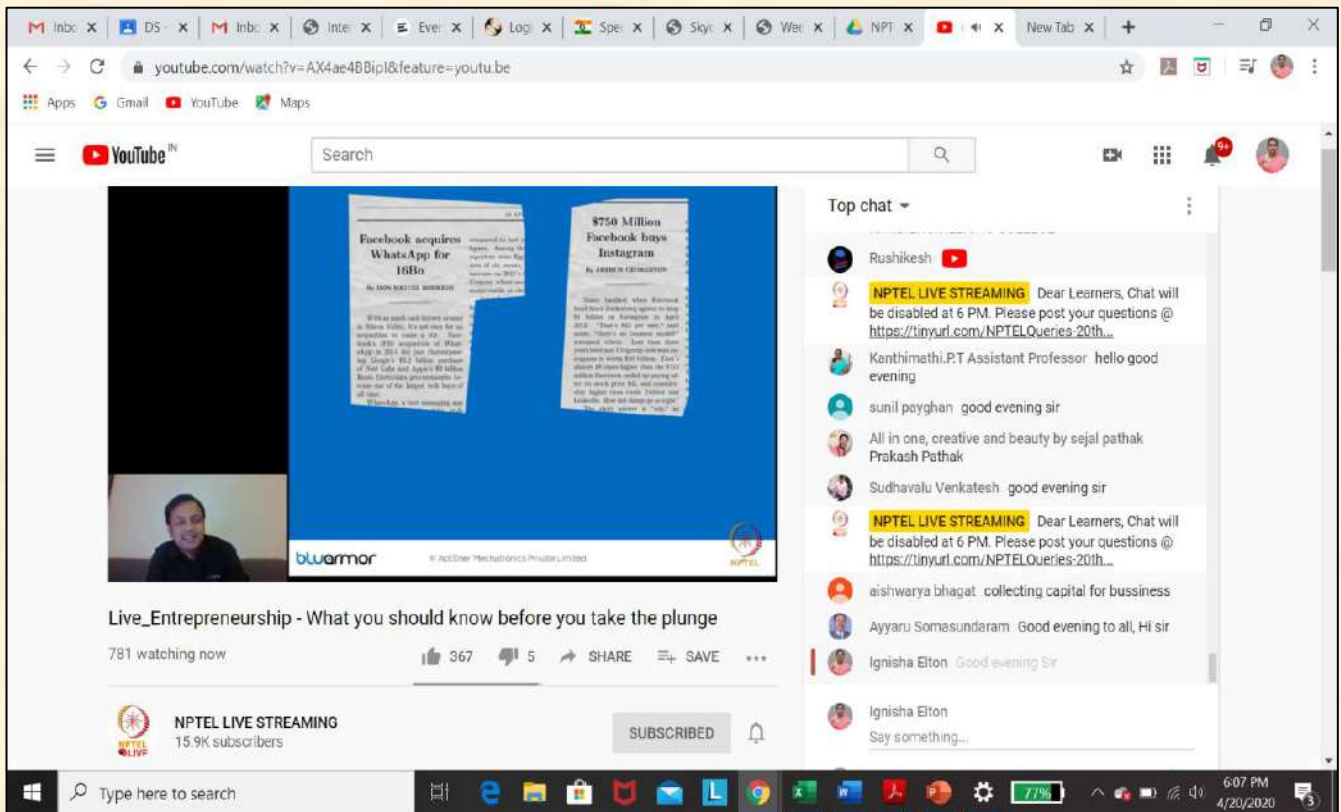 Inbc
DS -
Inbc
Inte
Ever
Logi
Spe
Skyc
Wee
NPT
New Tab
youtube.com/watch?v=AX4ae4BBipI&feature=youtu.be
Apps
Gmail
YouTube
Maps
YouTube IN
Search
9+
Facebook acquires
WhatsApp for
16Bn
$750 Million
Facebook buys
Instagram
bluarmor
NPTEL
Live_Entrepreneurship - What you should know before you take the plunge
781 watching now
367
5
SHARE
SAVE
NPTEL LIVE STREAMING
15.9K subscribers
SUBSCRIBED
Top chat
Rushikesh
NPTEL LIVE STREAMING Dear Learners, Chat will
be disabled at 6 PM. Please post your questions @
https://tinyurl.com/NPTELQueries-20th...
Kanthimathi.P.T Assistant Professor hello good
evening
sunil payghan good evening sir
All in one, creative and beauty by sejal pathak
Prakash Pathak
Sudhavalu Venkatesh good evening sir
NPTEL LIVE STREAMING Dear Learners, Chat will
be disabled at 6 PM. Please post your questions @
https://tinyurl.com/NPTELQueries-20th...
aishwarya bhagat collecting capital for bussiness
Ayyaru Somasundaram Good evening to all, Hi sir
Ignisha Elton Good evening Sir
Ignisha Elton
Say something...
Type here to search
77%
6:07 PM
4/20/2020
3